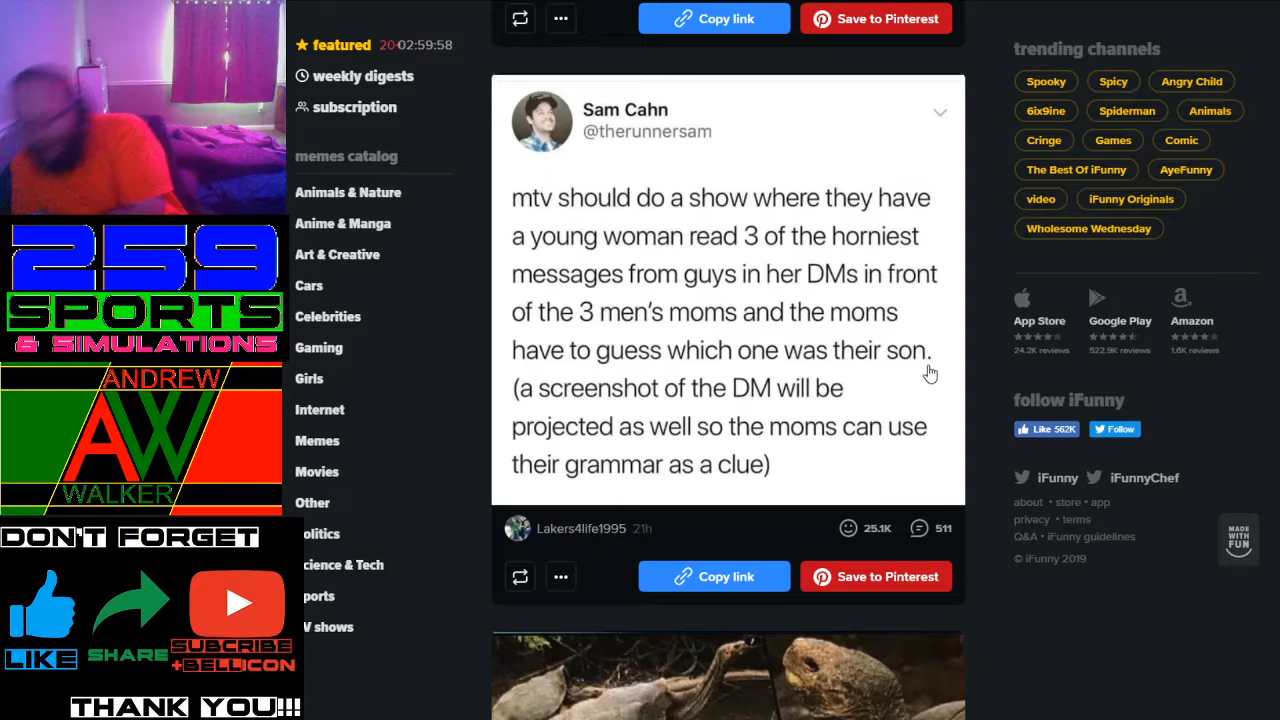 259
SPORTS
& SIMULATIONS
ANDREW
AW
WALKER
DON'T FORGET
LIKE
SHARE
SUBCRIBE
+BELLICON
THANK YOU!!!
featured 20
02:59:58
weekly digests
subscription
memes catalog
Animals & Nature
Anime & Manga
Art & Creative
Cars
Celebrities
Gaming
Girls
Internet
Memes
Movies
Other
olitics
cience & Tech
ports
V shows
Copy link
Save to Pinterest
Sam Cahn
@therunnersam
mtv should do a show where they have
a young woman read 3 of the horniest
messages from guys in her DMs in front
of the 3 men's moms and the moms
have to guess which one was their son.
(a screenshot of the DM will be
projected as well so the moms can use
their grammar as a clue)
Lakers4life1995 21h
25.1K
511
Copy link
Save to Pinterest
trending channels
Spooky
Spicy
Angry Child
6ix9ine
Spiderman
Animals
Cringe
Games
Comic
The Best Of iFunny
AyeFunny
video
iFunny Originals
Wholesome Wednesday
App Store
Google Play
Amazon
24.2K reviews
522.9K reviews
1.6K reviews
follow iFunny
Like 562K
Follow
iFunny
iFunnyChef
about • store • app
privacy • terms
Q&A • iFunny guidelines
© iFunny 2019
MADE
WITH
FUN